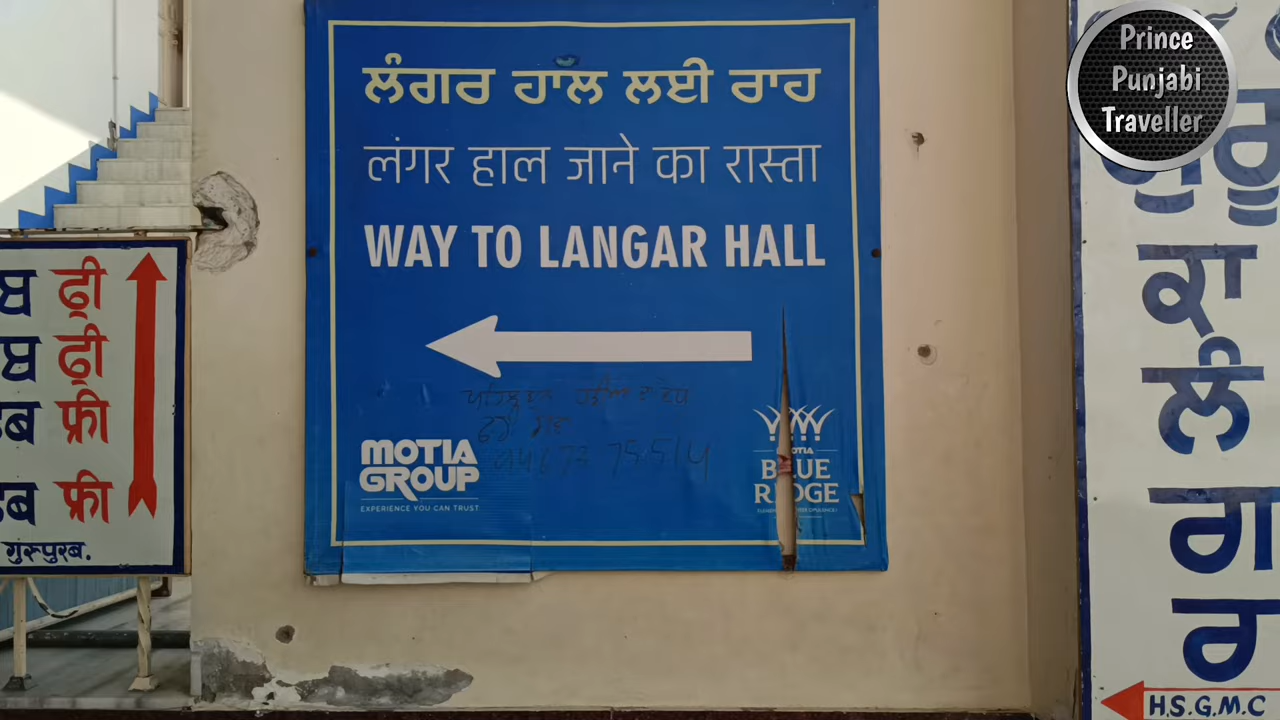 ਲੰਗਰ ਹਾਲ ਲਈ ਰਾਹ
लंगर हाल जाने का रास्ता
WAY TO LANGAR HALL
MOTIA
GROUP
EXPERIENCE YOU CAN TRUST
BLUE
RIDGE
ਫ੍ਰੀ
ਫ੍ਰੀ
फ्री
फ्री
गुरुपुरब.
ਗੁਰੂ
ਕਾ
ਲੰ
ਗ
ਰ
H.S.G.M.C
Prince
Punjabi
Traveller